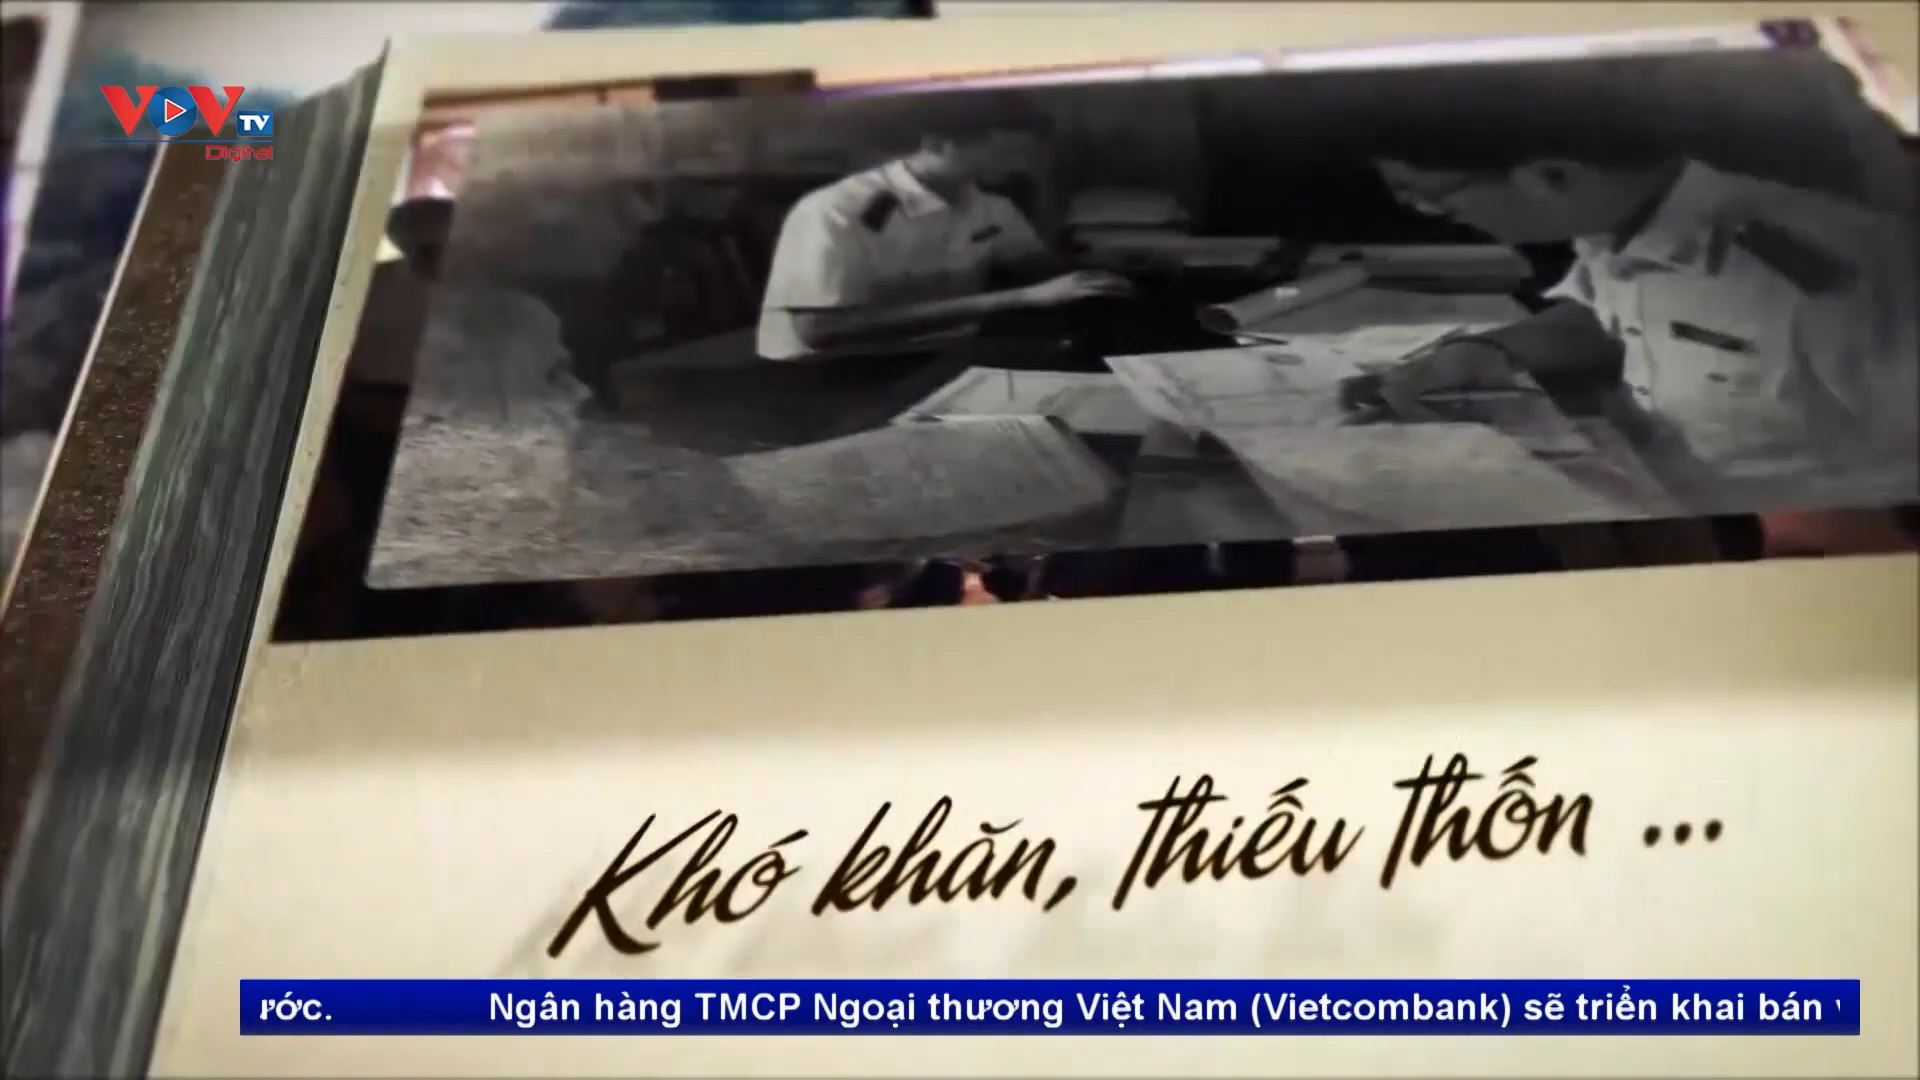 VOV TV
Digital
Khó khăn, thiếu thốn ...
ước. Ngân hàng TMCP Ngoại thương Việt Nam (Vietcombank) sẽ triển khai bán